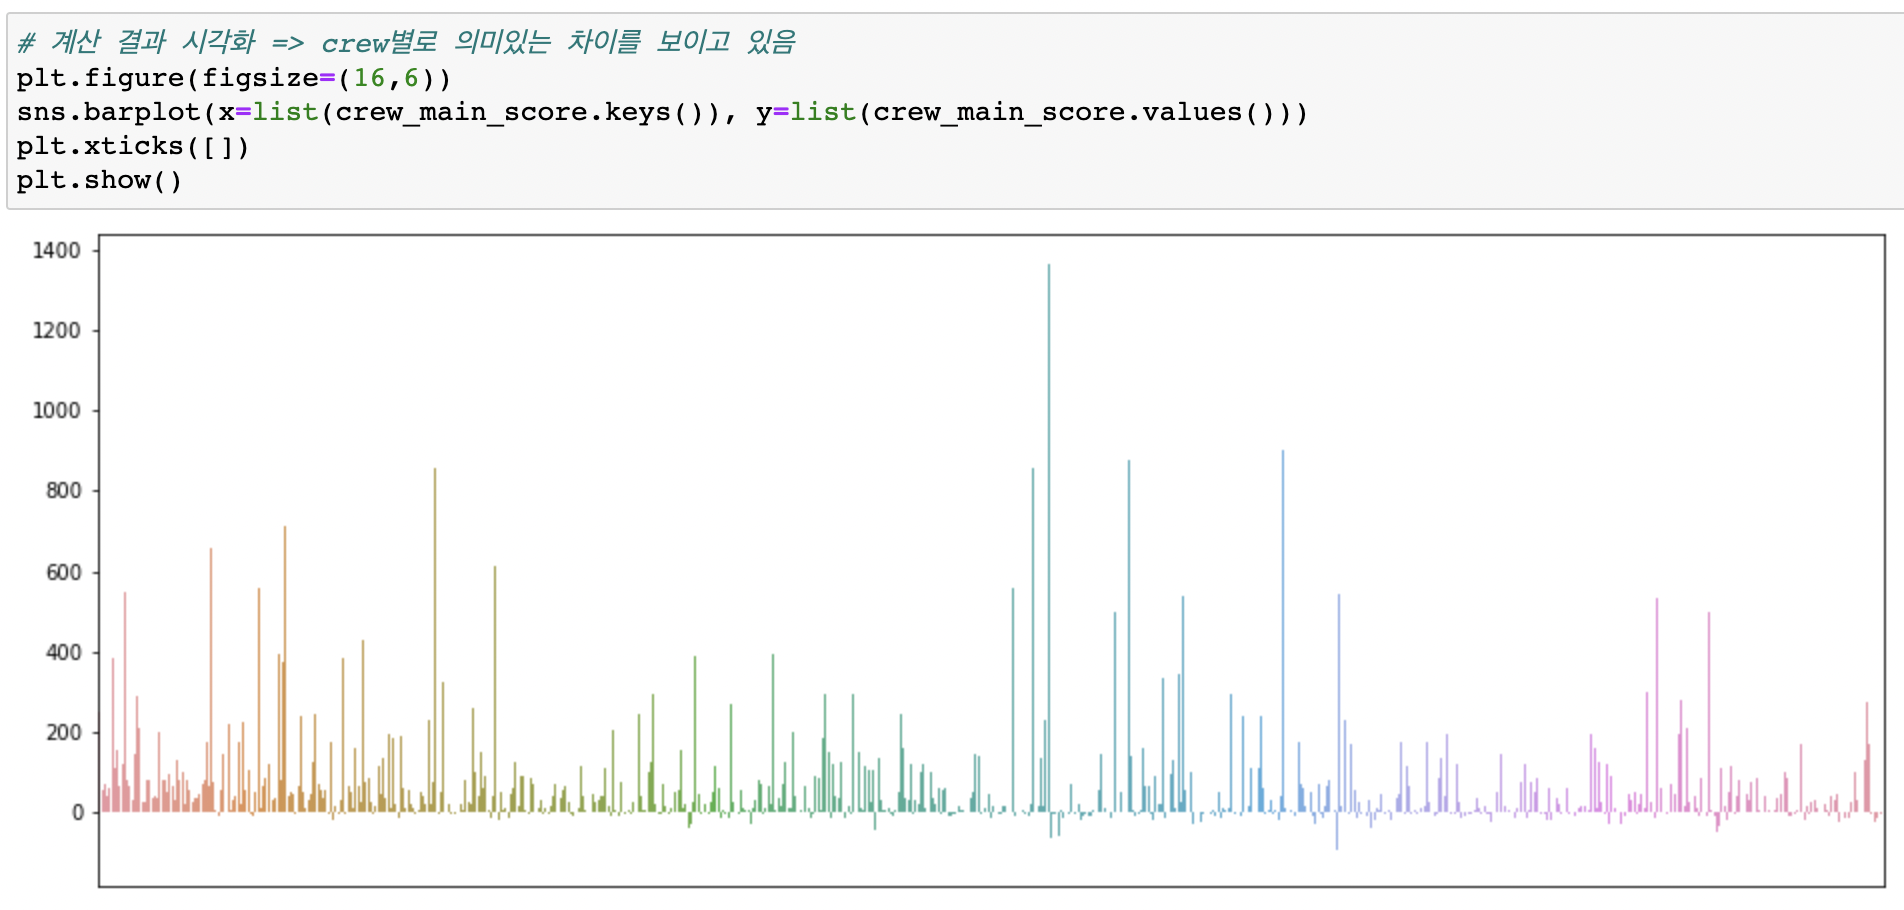 # 계산 결과 시각화 => crew별로 의미있는 차이를 보이고 있음
plt.figure(figsize=(16,6))
sns.barplot(x=list(crew_main_score.keys()), y=list(crew_main_score.values()))
plt.xticks([])
plt.show()
1400
1200
1000
800
600
400
200
0